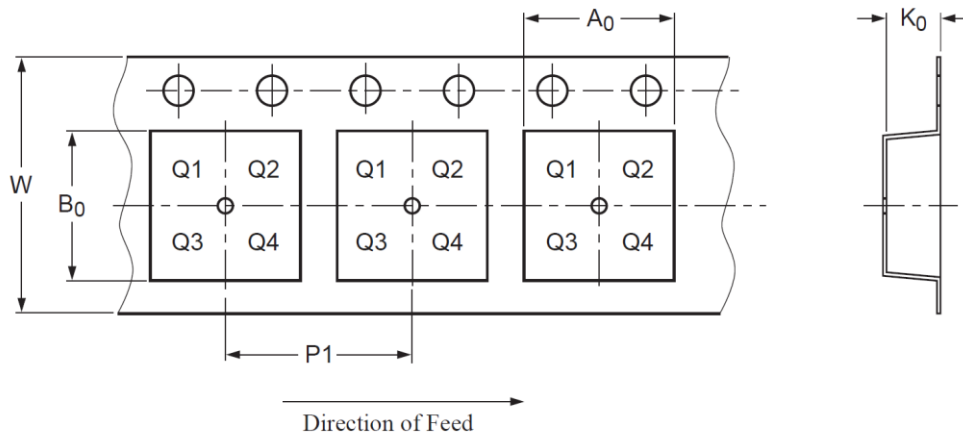 A0
K0
W
B0
Q1 Q2
Q3 Q4
Q1 Q2
Q3 Q4
Q1 Q2
Q3 Q4
P1
Direction of Feed